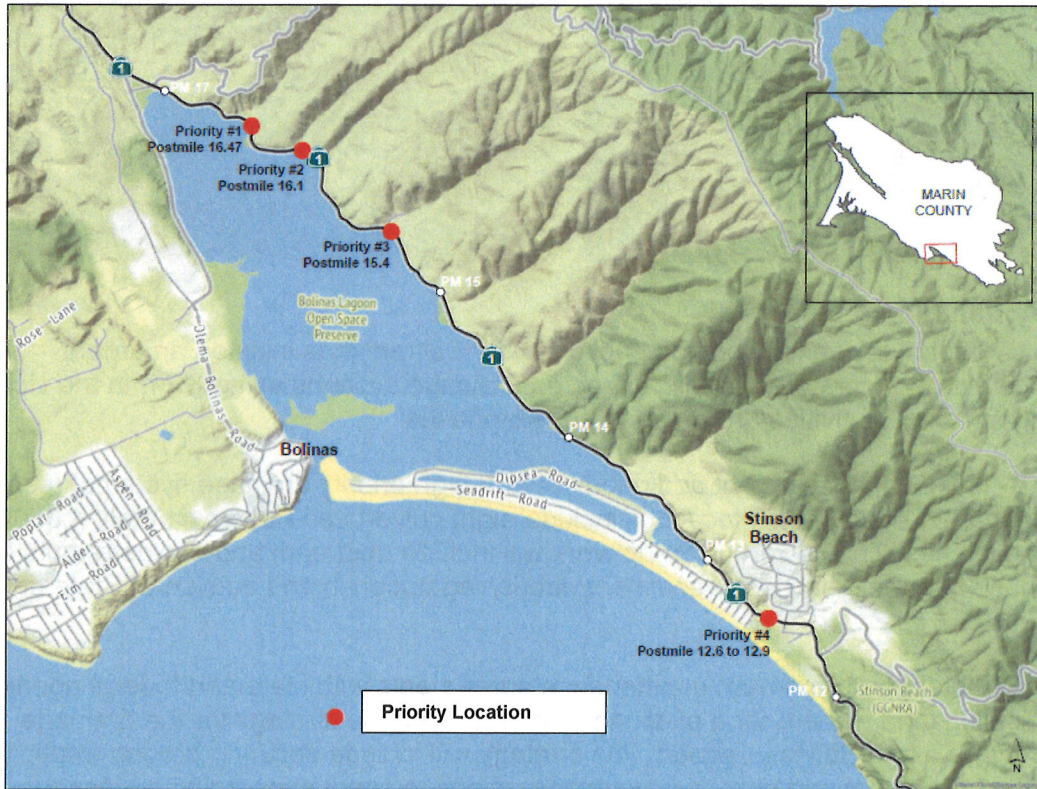 1
PM 17
Priority #1
Postmile 16.47
Priority #2
Postmile 16.1
1
MARIN
COUNTY
Priority #3
Postmile 15.4
PM 15
Bolinas Lagoon
Open Space
Preserve
Rose Lane
Olema-Bolinas Road
1
PM 14
Bolinas
Dipsea Road
Seadrift Road
Aspen Road
Poplar Road
Alder Road
Elm Road
Stinson
Beach
PM 13
1
Priority #4
Postmile 12.6 to 12.9
PM 12
Stinson Beach
(GGNRA)
Priority Location
N